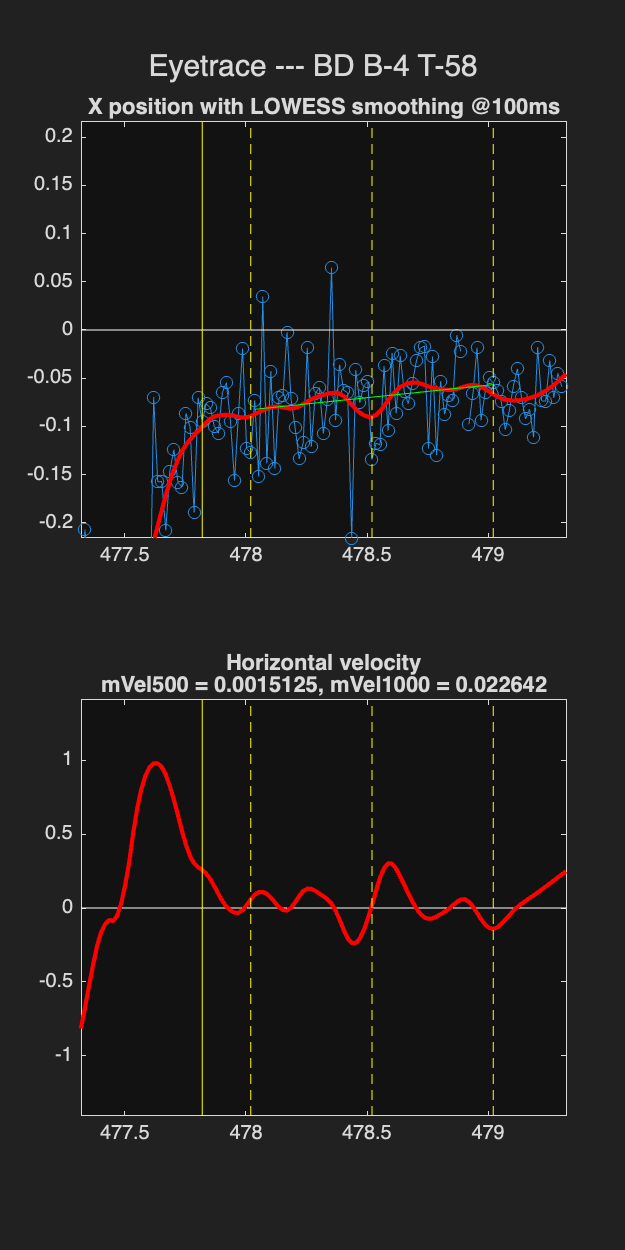 Eyetrace --- BD B-4 T-58
X position with LOWESS smoothing @100ms
0.2
0.15
0.1
0.05
0
-0.05
-0.1
-0.15
-0.2
477.5 478 478.5 479
Horizontal velocity
mVel500 = 0.0015125, mVel1000 = 0.022642
1
0.5
0
-0.5
-1
477.5 478 478.5 479